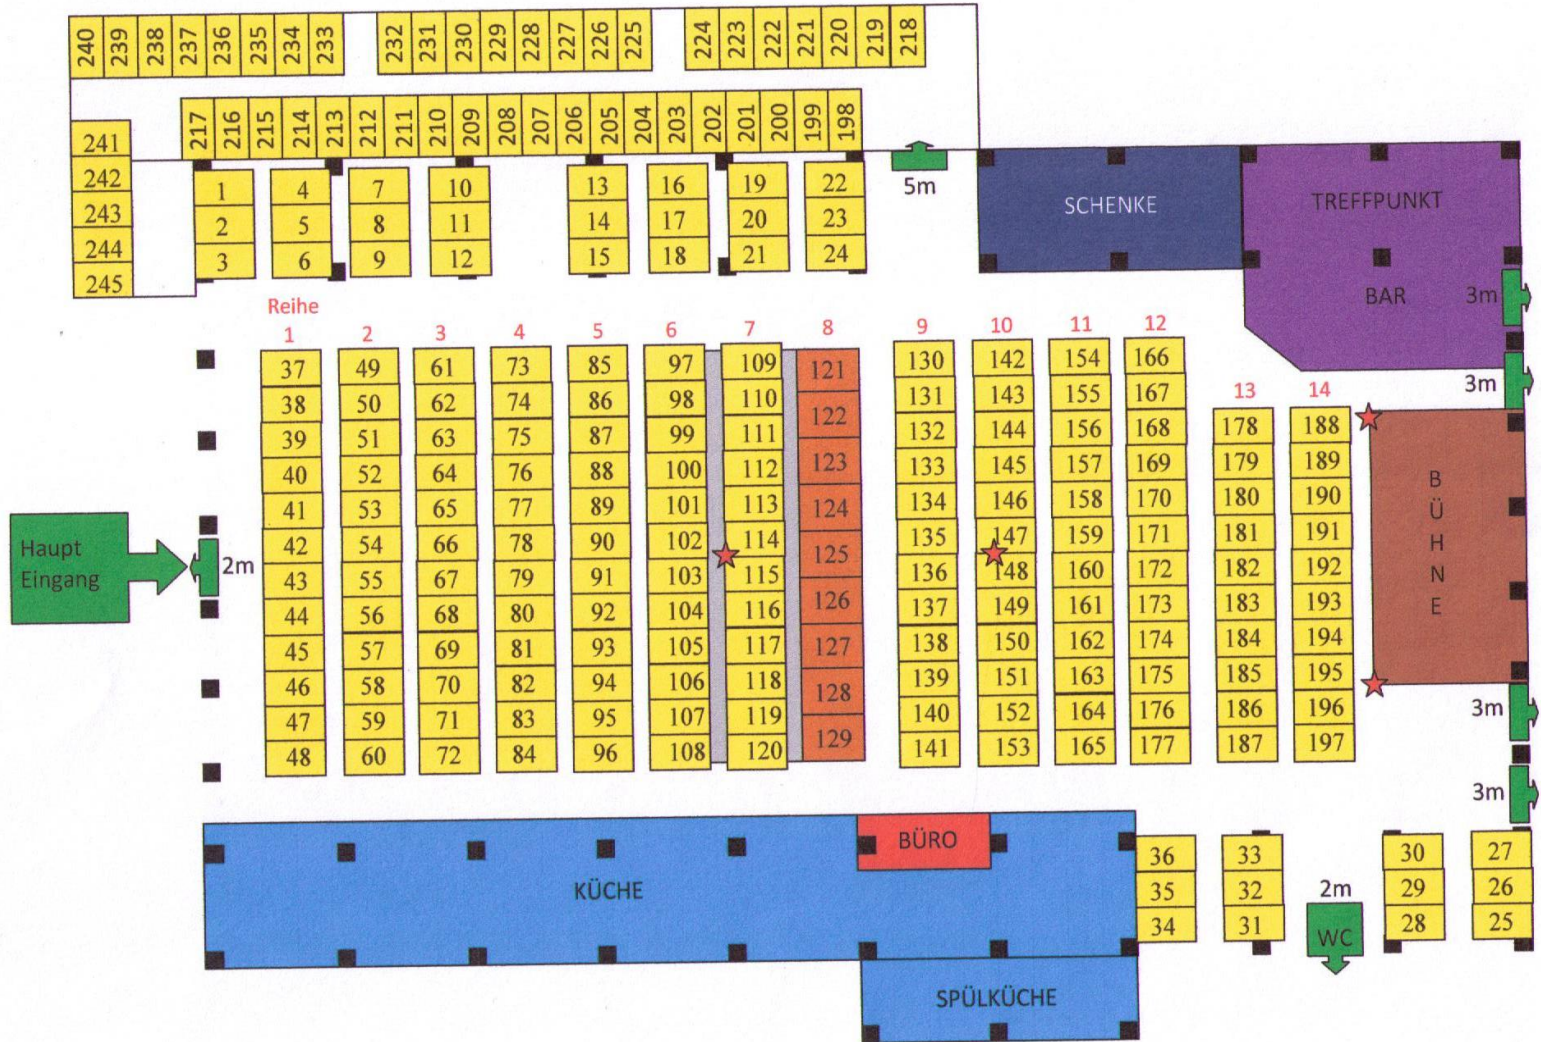 240 239 238 237 236 235 234 233 232 231 230 229 228 227 226 225 224 223 222 221 220 219 218
217 216 215 214 213 212 211 210 209 208 207 206 205 204 203 202 201 200 199 198
241
242
243
244
245
1 4 7 10 13 16 19 22
2 5 8 11 14 17 20 23
3 6 9 12 15 18 21 24
5m
SCHENKE
TREFFPUNKT
BAR
3m
3m
Reihe
1 2 3 4 5 6 7 8 9 10 11 12
13 14
37 49 61 73 85 97 109 121 130 142 154 166
38 50 62 74 86 98 110 122 131 143 155 167
39 51 63 75 87 99 111 123 132 144 156 168 178 188
40 52 64 76 88 100 112 124 133 145 157 169 179 189
41 53 65 77 89 101 113 125 134 146 158 170 180 190
42 54 66 78 90 102 114 126 135 147 159 171 181 191
43 55 67 79 91 103 115 127 136 148 160 172 182 192
44 56 68 80 92 104 116 128 137 149 161 173 183 193
45 57 69 81 93 105 117 129 138 150 162 174 184 194
46 58 70 82 94 106 118 139 151 163 175 185 195
47 59 71 83 95 107 119 140 152 164 176 186 196
48 60 72 84 96 108 120 141 153 165 177 187 197
Haupt
Eingang
2m
BÜHNE
3m
3m
KÜCHE
BÜRO
SPÜLKÜCHE
36 33 30 27
35 32 29 26
34 31 28 25
2m
WC